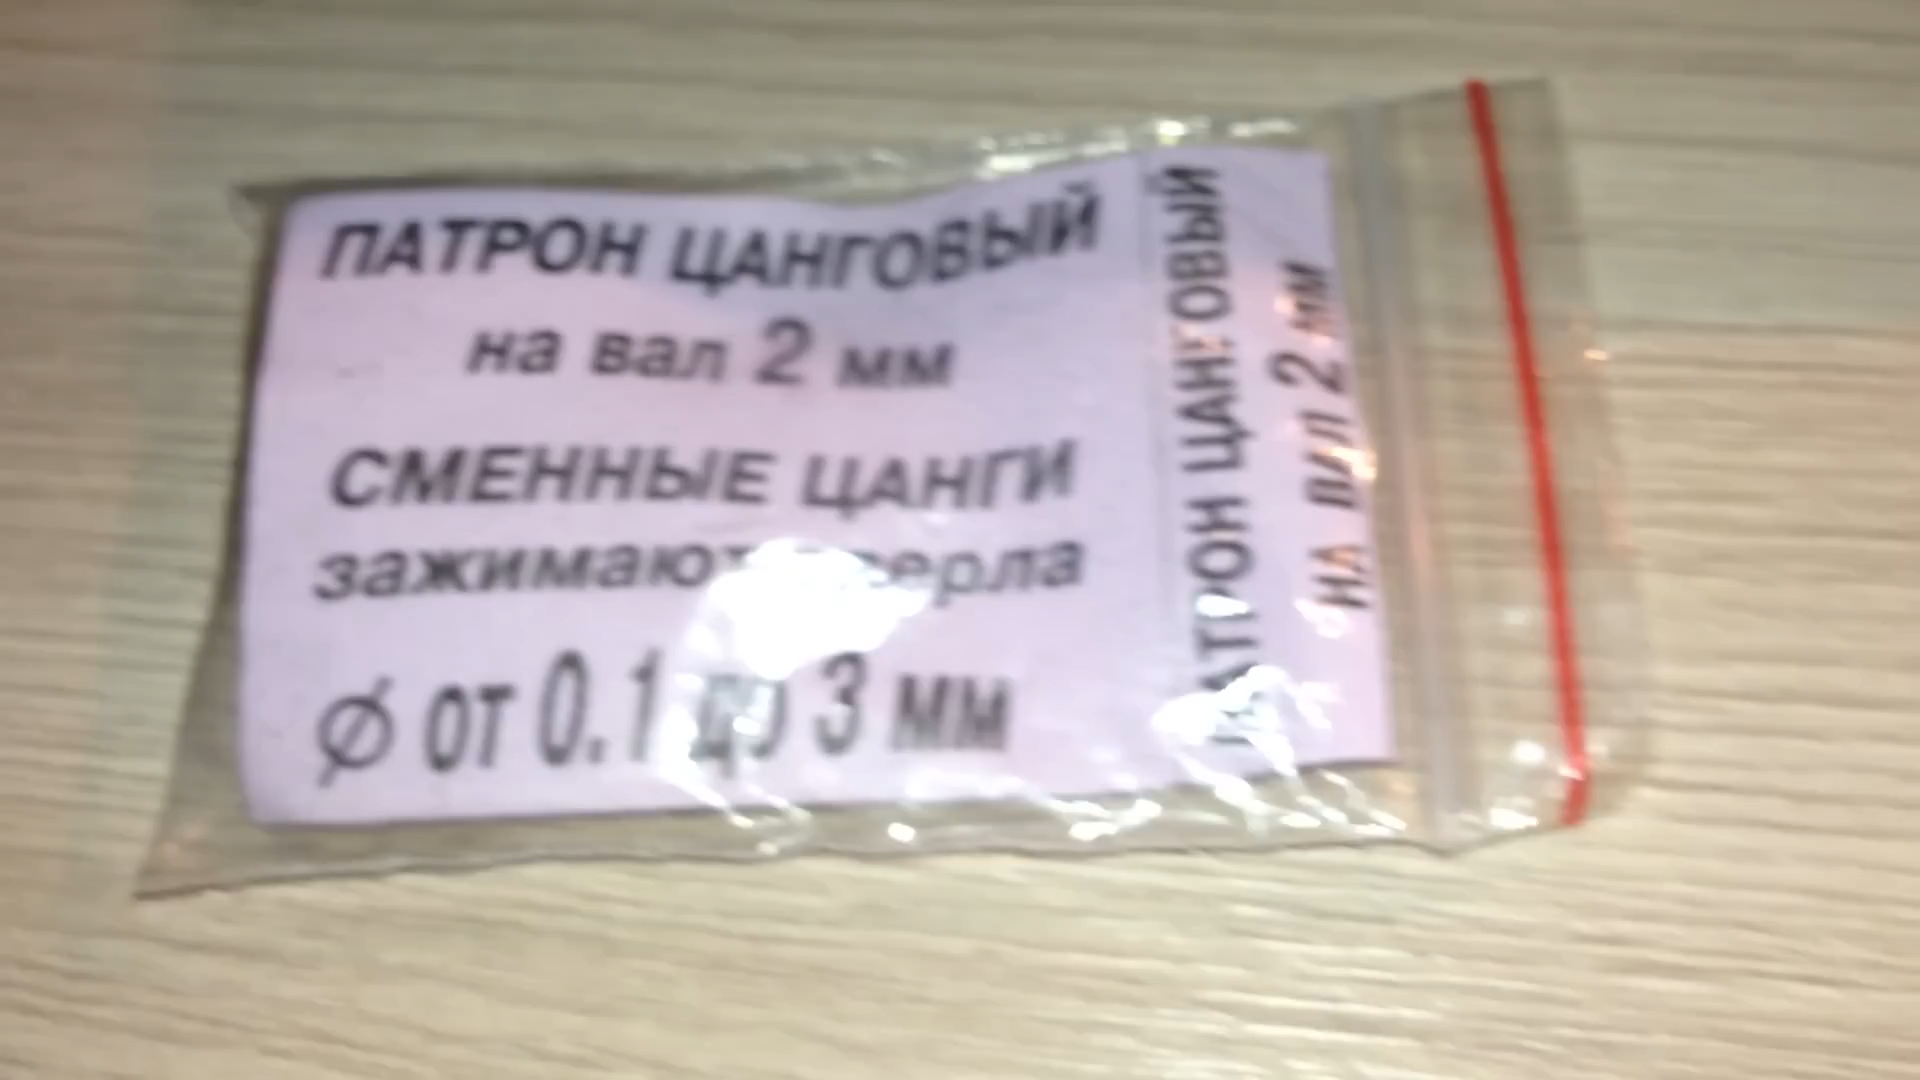 ПАТРОН ЦАНГОВЫЙ
на вал 2 мм
СМЕННЫЕ ЦАНГИ
зажимают сверла
Ø от 0.1 до 3 мм
ПАТРОН ЦАНГОВЫЙ
НА ВАЛ 2 мм